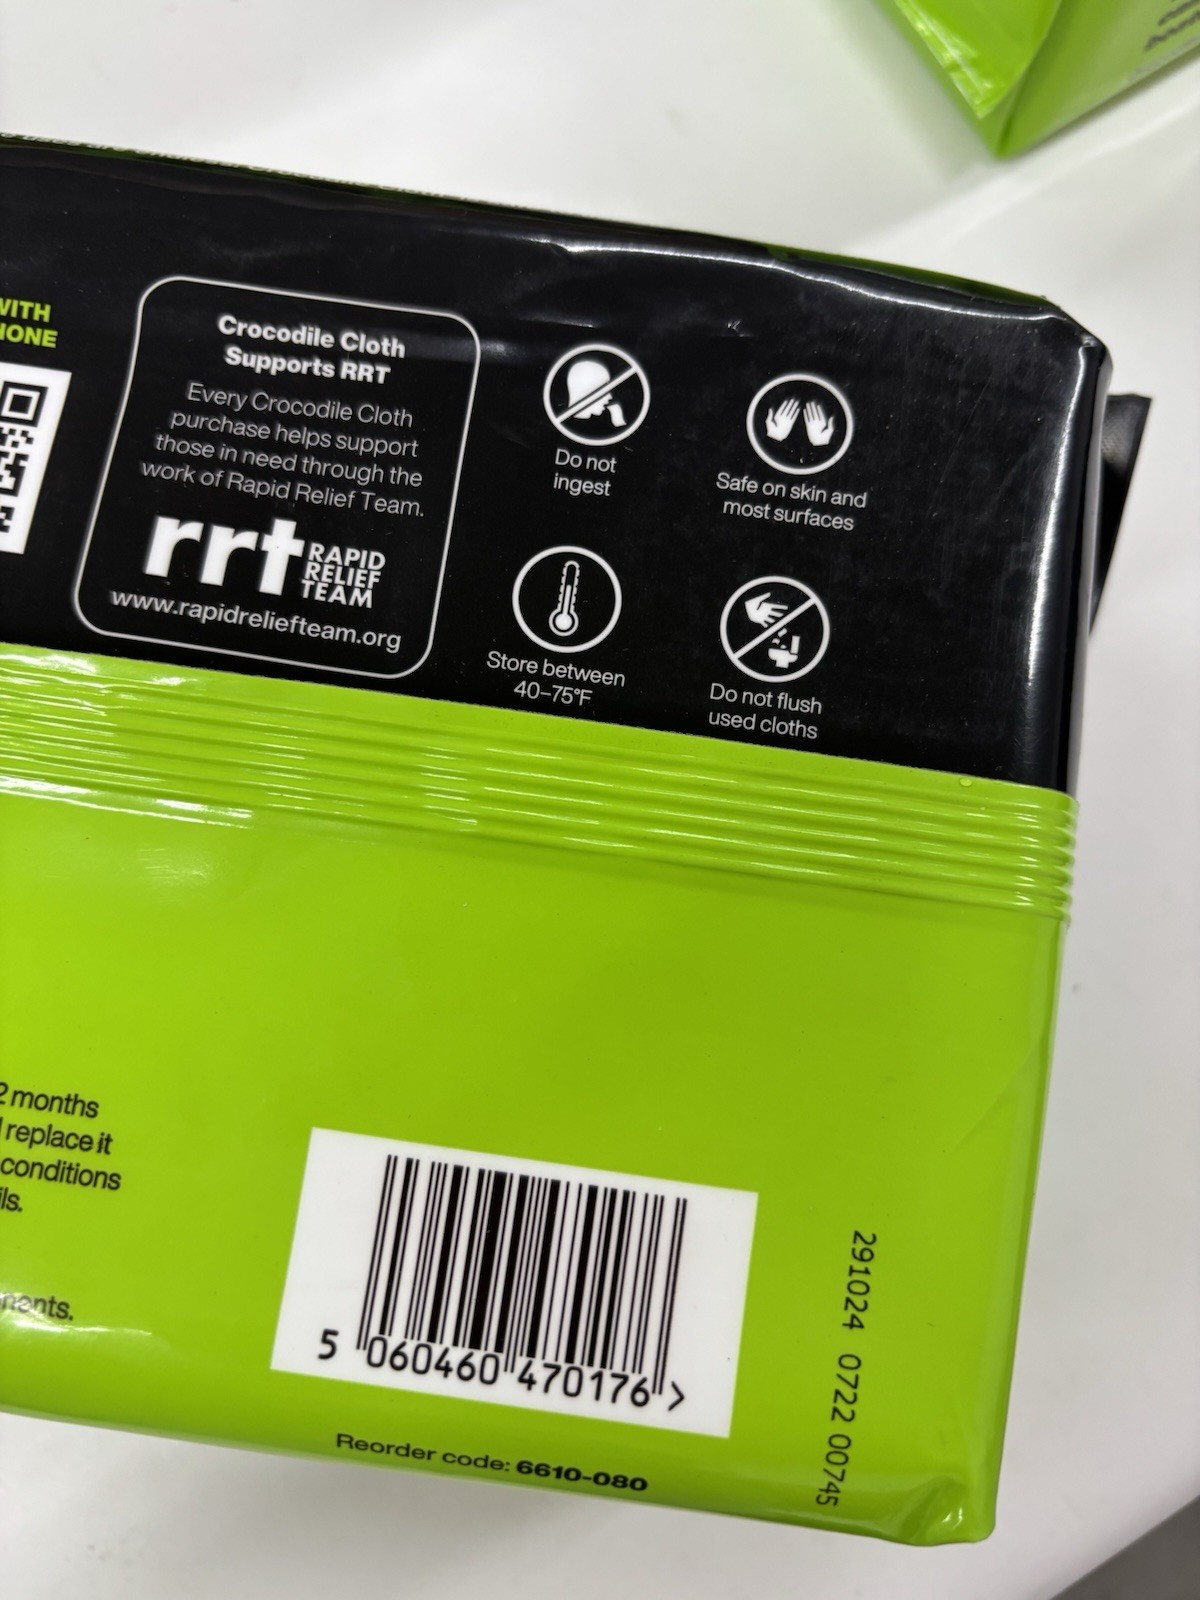 WITH
Crocodile Cloth
Supports RRT
Every Crocodile Cloth
purchase helps support
those in need through the
work of Rapid Relief Team.
rrt RAPID
RELIEF
TEAM
www.rapidreliefteam.org
Do not
ingest
Safe on skin and
most surfaces
Store between
40–75°F
Do not flush
used cloths
2 months
replace it
conditions
5 060460 470176 >
Reorder code: 6610-080
291024 0722 00745